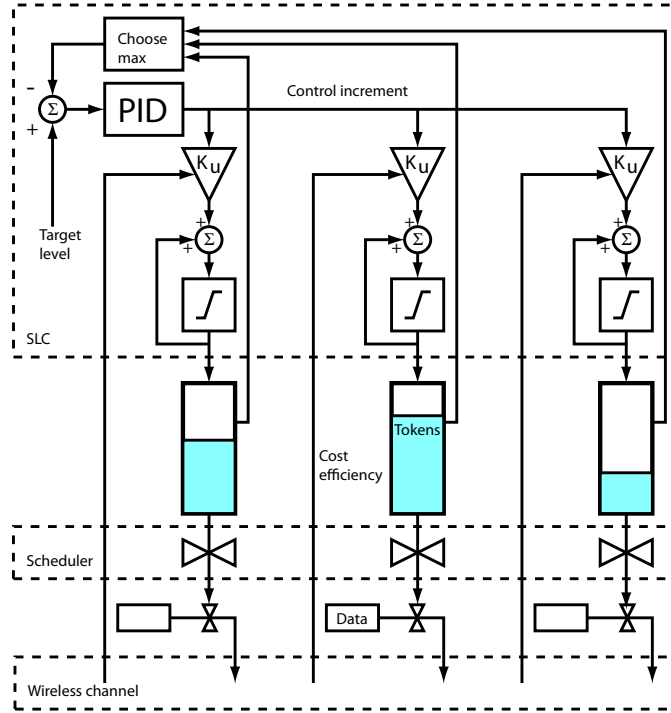 Choose
max
-
Σ
+
PID
Control increment
Ku
Ku
Ku
Target
level
+
+
Σ
+
+
Σ
+
+
Σ
SLC
Tokens
Cost
efficiency
Scheduler
Data
Wireless channel